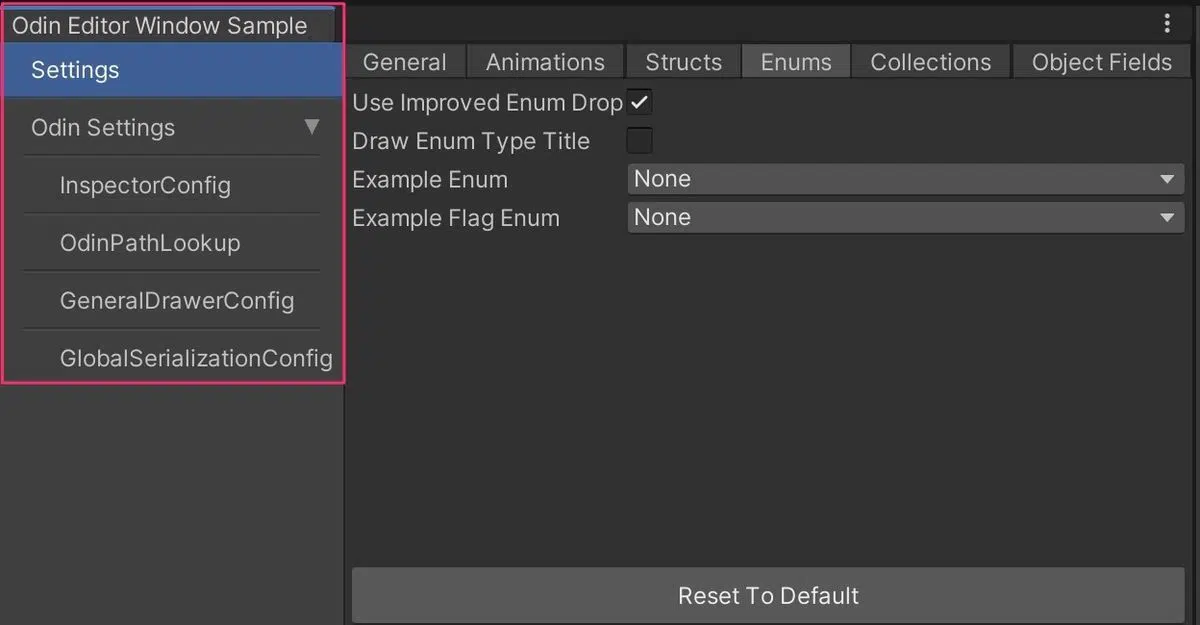 Odin Editor Window Sample
Settings
Odin Settings
InspectorConfig
OdinPathLookup
GeneralDrawerConfig
GlobalSerializationConfig
General Animations Structs Enums Collections Object Fields
Use Improved Enum Drop
Draw Enum Type Title
Example Enum None
Example Flag Enum None
Reset To Default